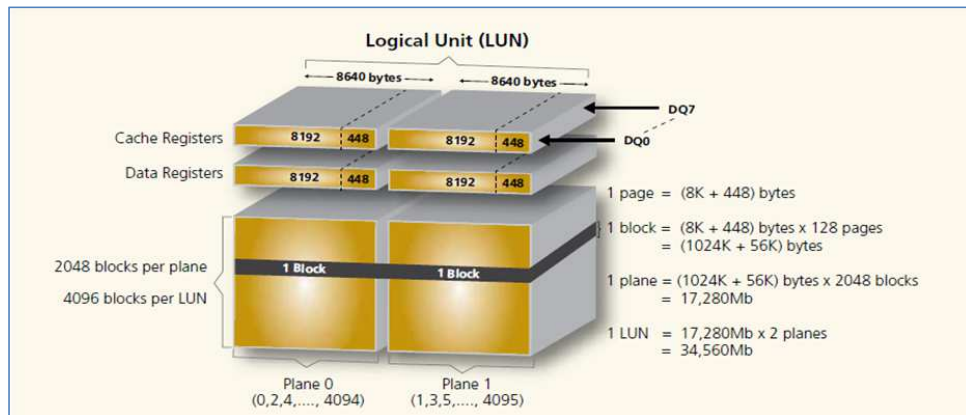 Logical Unit (LUN)
8640 bytes
8640 bytes
DQ7
Cache Registers
8192
448
8192
448
DQ0
Data Registers
8192
448
8192
448
1 page = (8K + 448) bytes
1 block = (8K + 448) bytes x 128 pages
= (1024K + 56K) bytes
2048 blocks per plane
1 Block
1 Block
4096 blocks per LUN
1 plane = (1024K + 56K) bytes x 2048 blocks
= 17,280Mb
1 LUN = 17,280Mb x 2 planes
= 34,560Mb
Plane 0
(0,2,4,...., 4094)
Plane 1
(1,3,5,...., 4095)